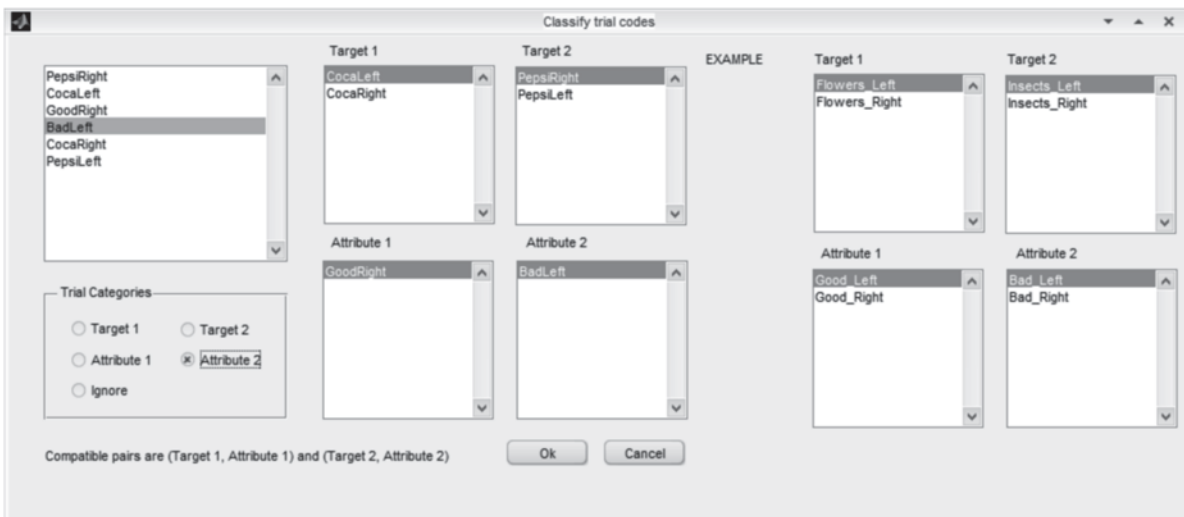 Classify trial codes
PepsiRight
CocaLeft
GoodRight
BadLeft
CocaRight
PepsiLeft
Trial Categories
Target 1
Target 2
Attribute 1
Attribute 2
Ignore
Target 1
CocaLeft
CocaRight
Target 2
PepsiRight
PepsiLeft
Attribute 1
GoodRight
Attribute 2
BadLeft
Compatible pairs are (Target 1, Attribute 1) and (Target 2, Attribute 2)
Ok
Cancel
EXAMPLE
Target 1
Flowers_Left
Flowers_Right
Target 2
Insects_Left
Insects_Right
Attribute 1
Good_Left
Good_Right
Attribute 2
Bad_Left
Bad_Right